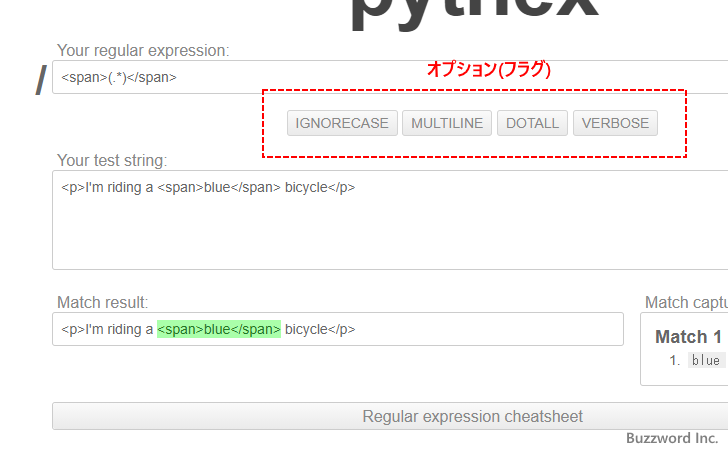 pythex
Your regular expression:
/
<span>(.*)</span>
オプション(フラグ)
IGNORECASE MULTILINE DOTALL VERBOSE
Your test string:
<p>I'm riding a <span>blue</span> bicycle</p>
Match result:
Match captu
<p>I'm riding a <span>blue</span> bicycle</p>
Match 1
1. blue
Regular expression cheatsheet
Buzzword Inc.